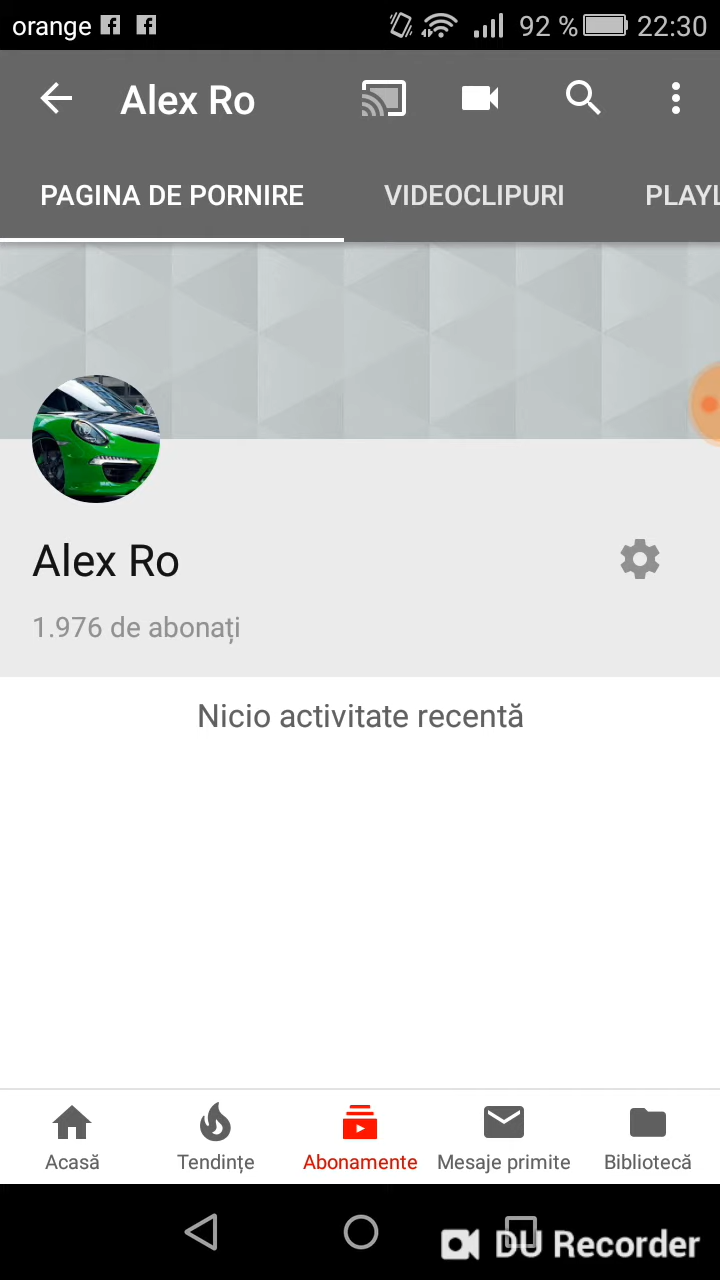 orange 92 % 22:30
Alex Ro
PAGINA DE PORNIRE VIDEOCLIPURI PLAYL
Alex Ro
1.976 de abonați
Nicio activitate recentă
Acasă Tendințe Abonamente Mesaje primite Bibliotecă
DU Recorder